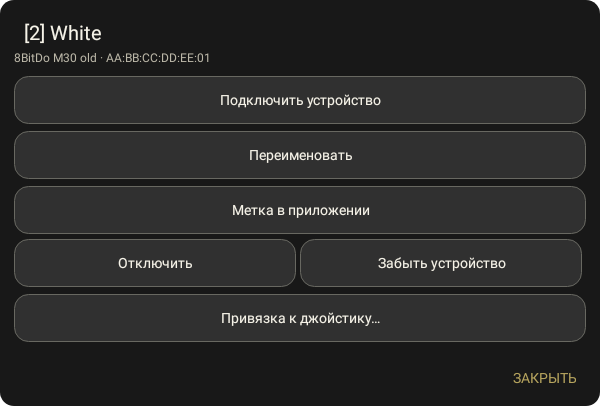 [2] White
8BitDo M30 old · AA:BB:CC:DD:EE:01
Подключить устройство
Переименовать
Метка в приложении
Отключить
Забыть устройство
Привязка к джойстику…
ЗАКРЫТЬ